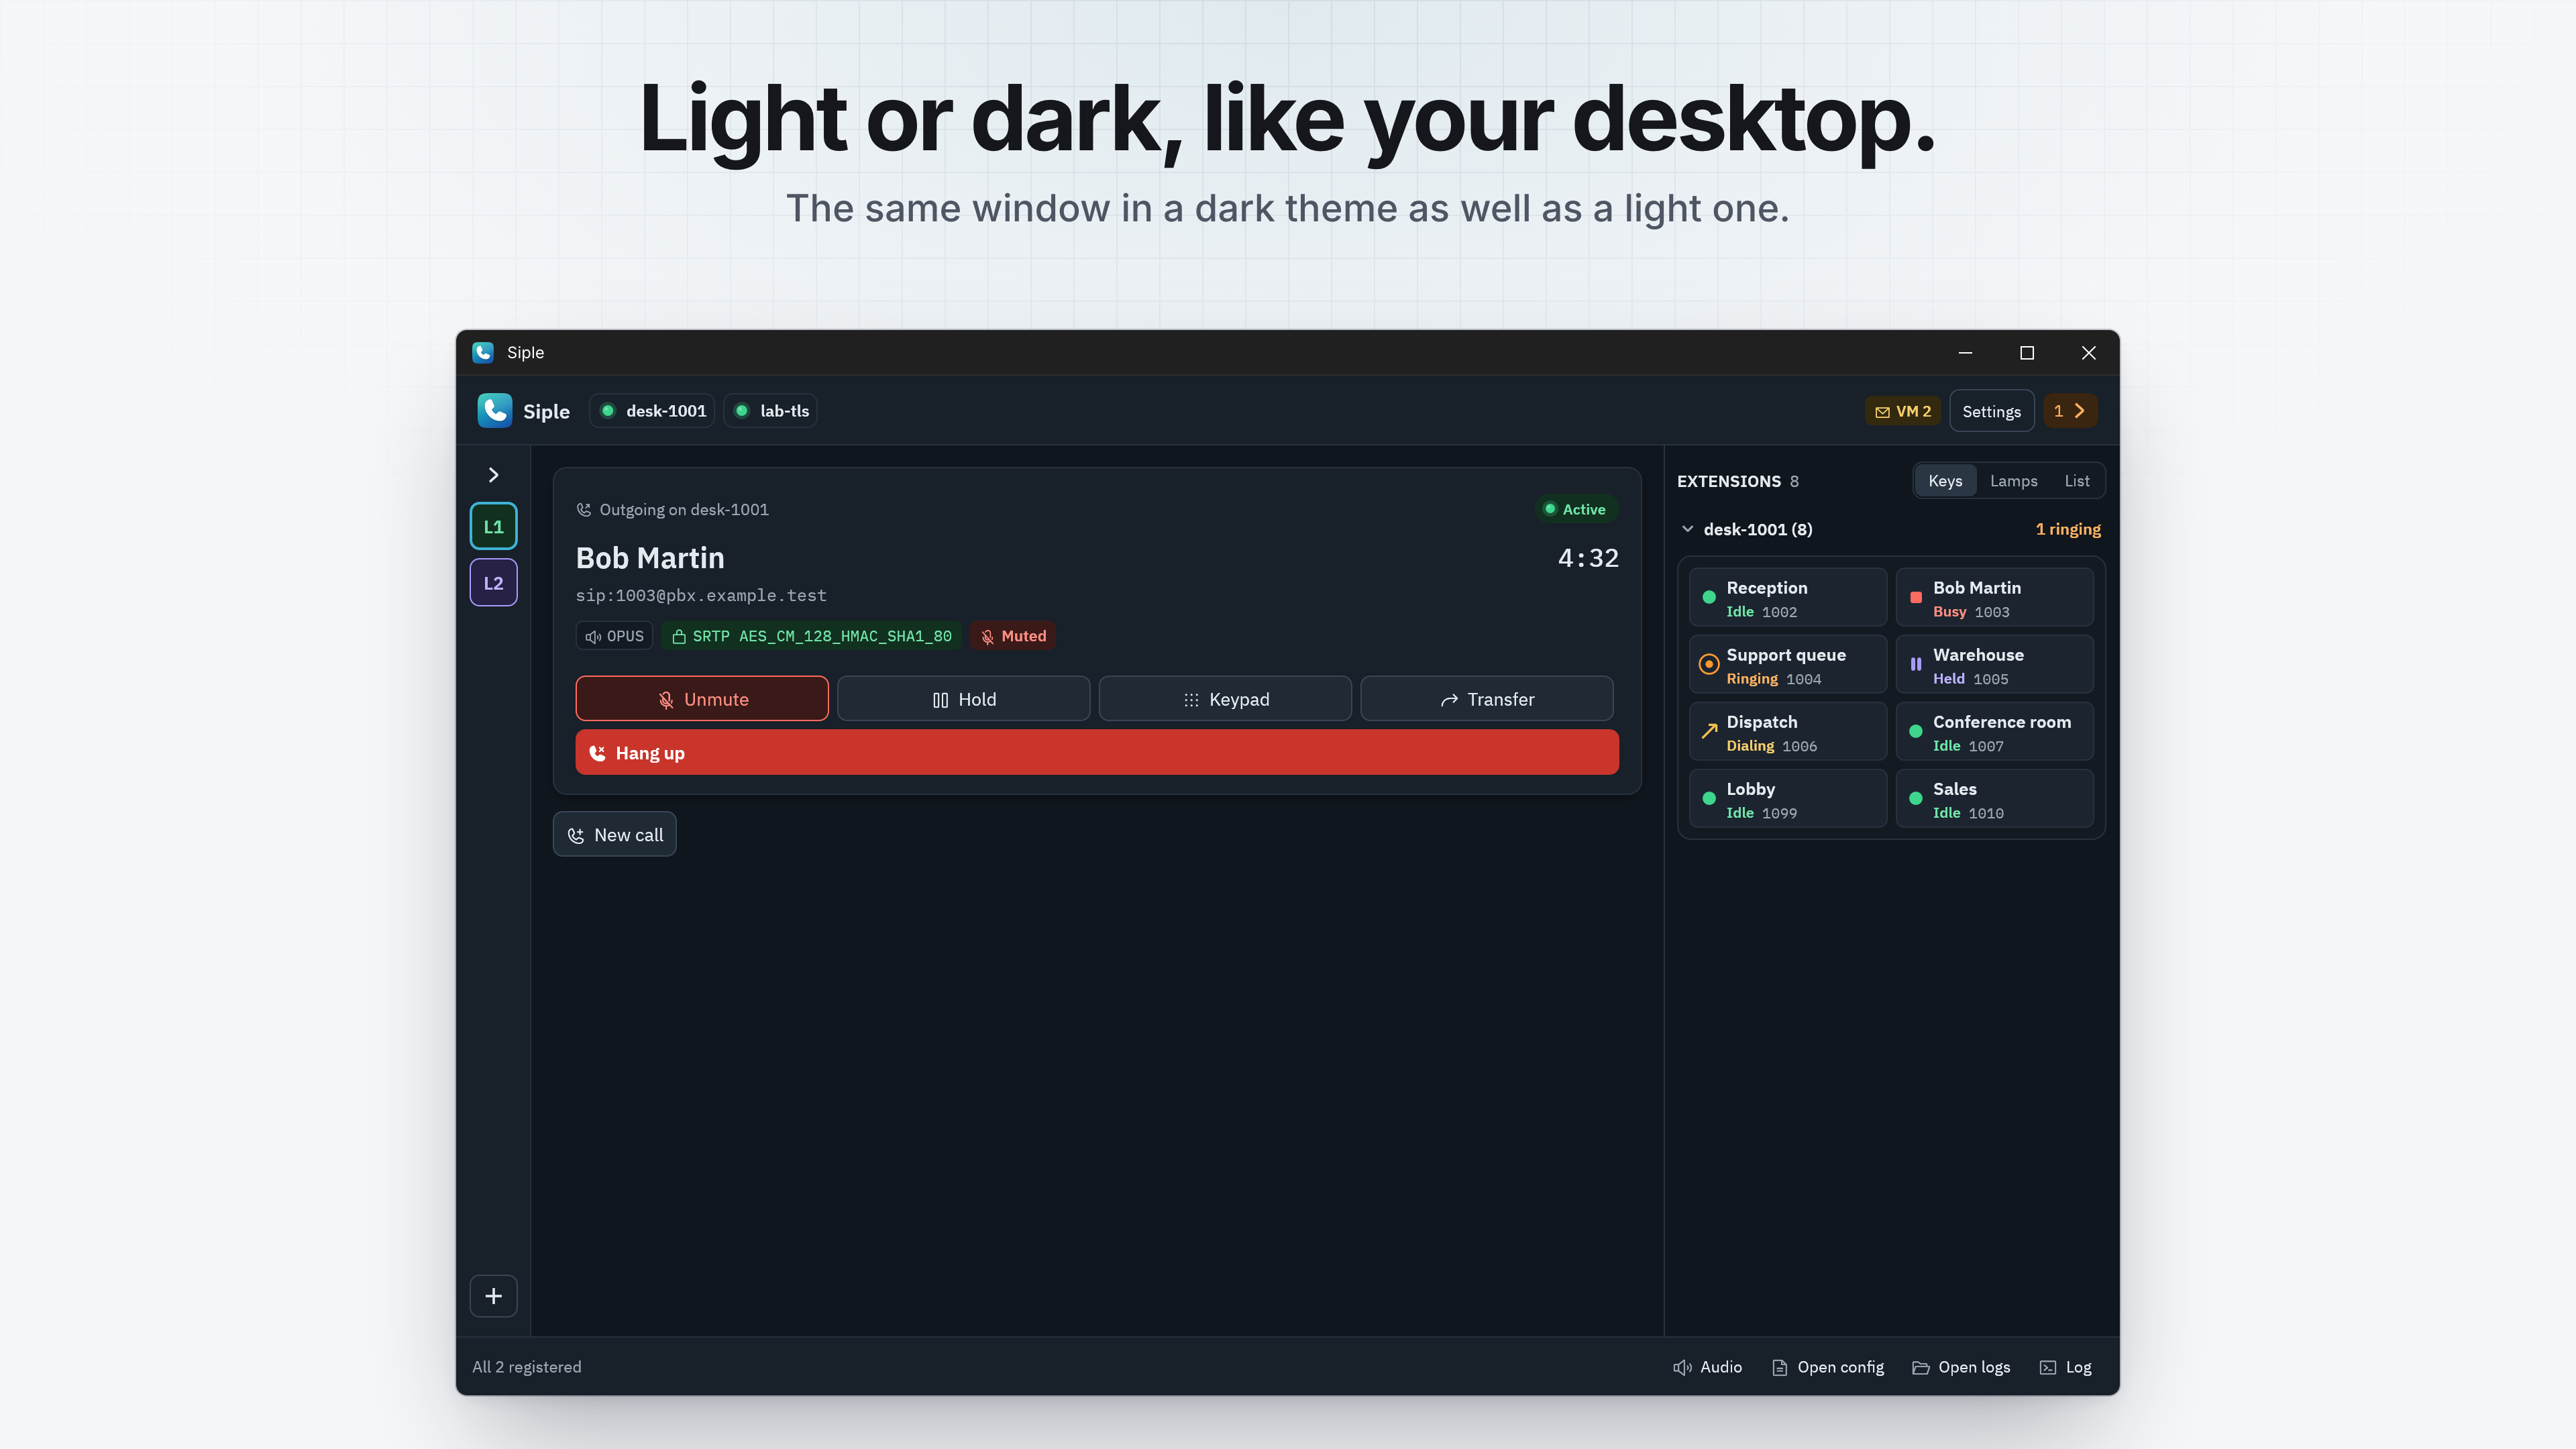 Light or dark, like your desktop.
The same window in a dark theme as well as a light one.
Siple
Siple
desk-1001
lab-tls
VM 2
Settings
1
L1
L2
Outgoing on desk-1001
Active
Bob Martin
4:32
sip:1003@pbx.example.test
OPUS
SRTP AES_CM_128_HMAC_SHA1_80
Muted
Unmute
Hold
Keypad
Transfer
Hang up
New call
EXTENSIONS 8
Keys
Lamps
List
desk-1001 (8)
1 ringing
Reception
Idle 1002
Bob Martin
Busy 1003
Support queue
Ringing 1004
Warehouse
Held 1005
Dispatch
Dialing 1006
Conference room
Idle 1007
Lobby
Idle 1099
Sales
Idle 1010
All 2 registered
Audio
Open config
Open logs
Log